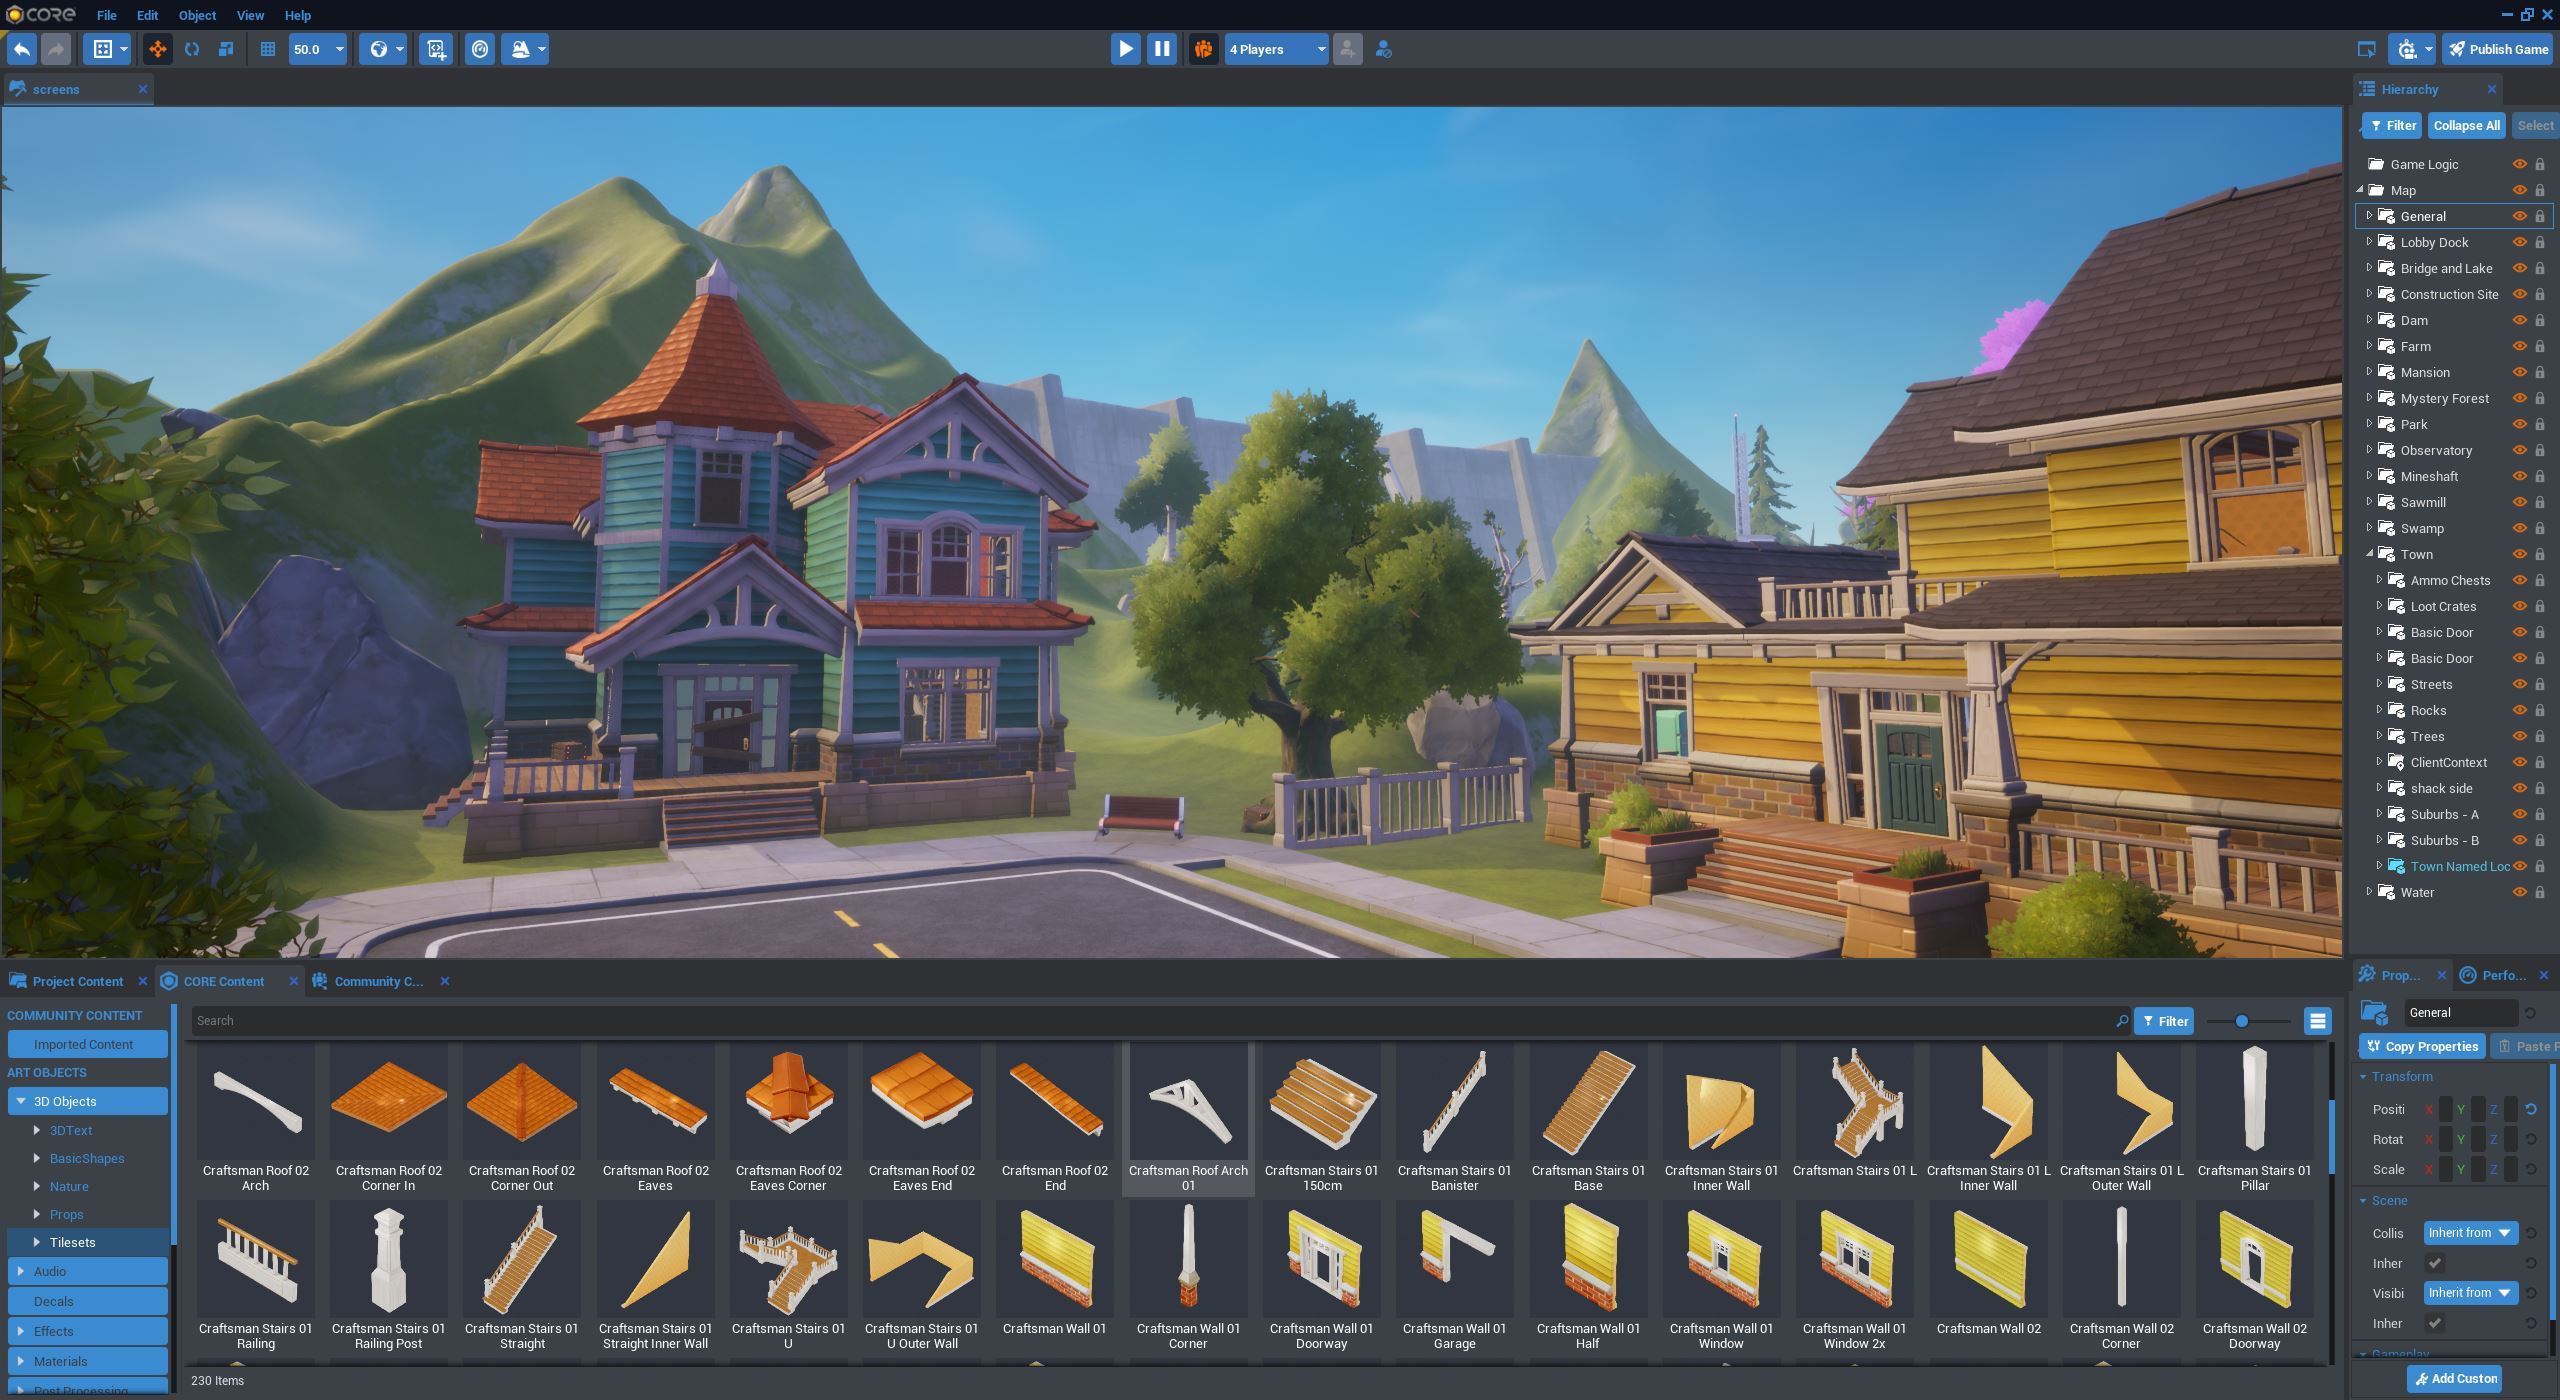 CORE File Edit Object View Help
50.0 4 Players Publish Game
screens
Hierarchy
Filter Collapse All Select
Game Logic
Map
General
Lobby Dock
Bridge and Lake
Construction Site
Dam
Farm
Mansion
Mystery Forest
Park
Observatory
Mineshaft
Sawmill
Swamp
Town
Ammo Chests
Loot Crates
Basic Door
Basic Door
Streets
Rocks
Trees
ClientContext
shack side
Suburbs - A
Suburbs - B
Town Named Loc
Water
Project Content CORE Content Community C...
COMMUNITY CONTENT
Imported Content
ART OBJECTS
3D Objects
3DText
BasicShapes
Nature
Props
Tilesets
Audio
Decals
Effects
Materials
Post Processing
Search Filter
Craftsman Roof 02
Arch
Craftsman Roof 02
Corner In
Craftsman Roof 02
Corner Out
Craftsman Roof 02
Eaves
Craftsman Roof 02
Eaves Corner
Craftsman Roof 02
Eaves End
Craftsman Roof 02
End
Craftsman Roof Arch
01
Craftsman Stairs 01
150cm
Craftsman Stairs 01
Banister
Craftsman Stairs 01
Base
Craftsman Stairs 01
Inner Wall
Craftsman Stairs 01 L
Craftsman Stairs 01 L
Inner Wall
Craftsman Stairs 01 L
Outer Wall
Craftsman Stairs 01
Pillar
Craftsman Stairs 01
Railing
Craftsman Stairs 01
Railing Post
Craftsman Stairs 01
Straight
Craftsman Stairs 01
Straight Inner Wall
Craftsman Stairs 01
U
Craftsman Stairs 01
U Outer Wall
Craftsman Wall 01
Craftsman Wall 01
Corner
Craftsman Wall 01
Doorway
Craftsman Wall 01
Garage
Craftsman Wall 01
Half
Craftsman Wall 01
Window
Craftsman Wall 01
Window 2x
Craftsman Wall 02
Craftsman Wall 02
Corner
Craftsman Wall 02
Doorway
230 Items
Prop... Perfo...
General
Copy Properties Paste P
Transform
Positi X Y Z
Rotat X Y Z
Scale X Y Z
Scene
Collis Inherit from
Inher
Visibi Inherit from
Inher
Gameplay
Add Custon